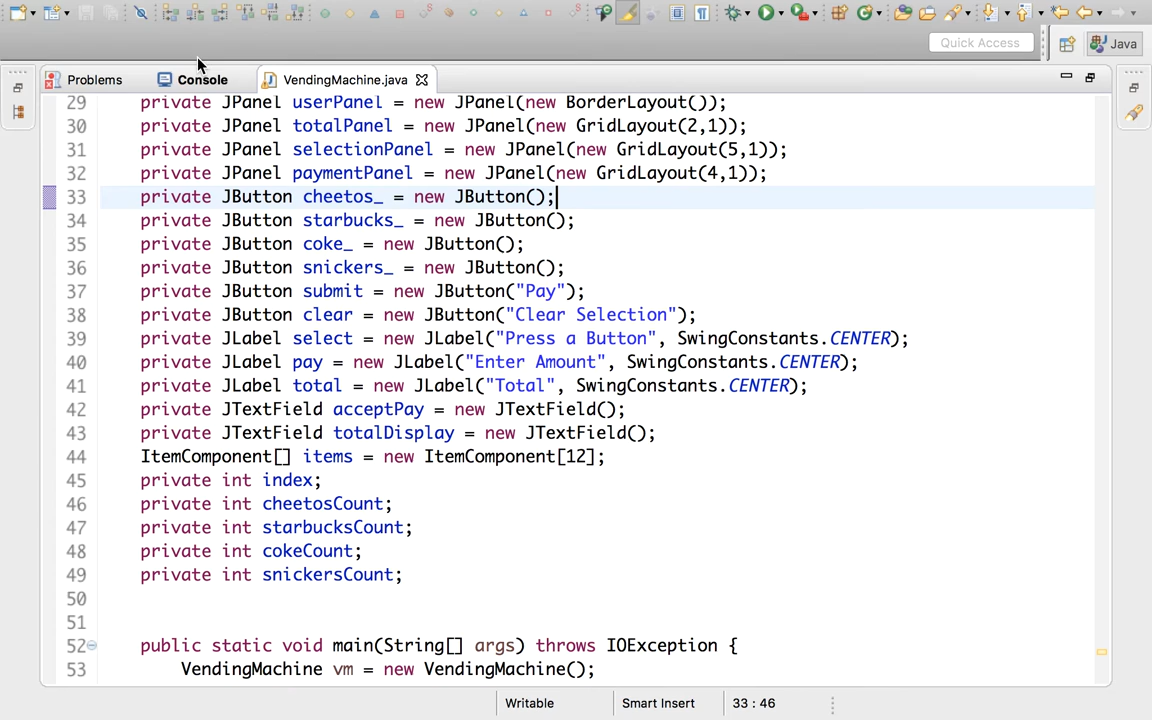 Quick Access
Java
Problems
Console
VendingMachine.java
29 private JPanel userPanel = new JPanel(new BorderLayout());
30 private JPanel totalPanel = new JPanel(new GridLayout(2,1));
31 private JPanel selectionPanel = new JPanel(new GridLayout(5,1));
32 private JPanel paymentPanel = new JPanel(new GridLayout(4,1));
33 private JButton cheetos_ = new JButton();
34 private JButton starbucks_ = new JButton();
35 private JButton coke_ = new JButton();
36 private JButton snickers_ = new JButton();
37 private JButton submit = new JButton("Pay");
38 private JButton clear = new JButton("Clear Selection");
39 private JLabel select = new JLabel("Press a Button", SwingConstants.CENTER);
40 private JLabel pay = new JLabel("Enter Amount", SwingConstants.CENTER);
41 private JLabel total = new JLabel("Total", SwingConstants.CENTER);
42 private JTextField acceptPay = new JTextField();
43 private JTextField totalDisplay = new JTextField();
44 ItemComponent[] items = new ItemComponent[12];
45 private int index;
46 private int cheetosCount;
47 private int starbucksCount;
48 private int cokeCount;
49 private int snickersCount;
50
51
52 public static void main(String[] args) throws IOException {
53 VendingMachine vm = new VendingMachine();
Writable
Smart Insert
33 : 46